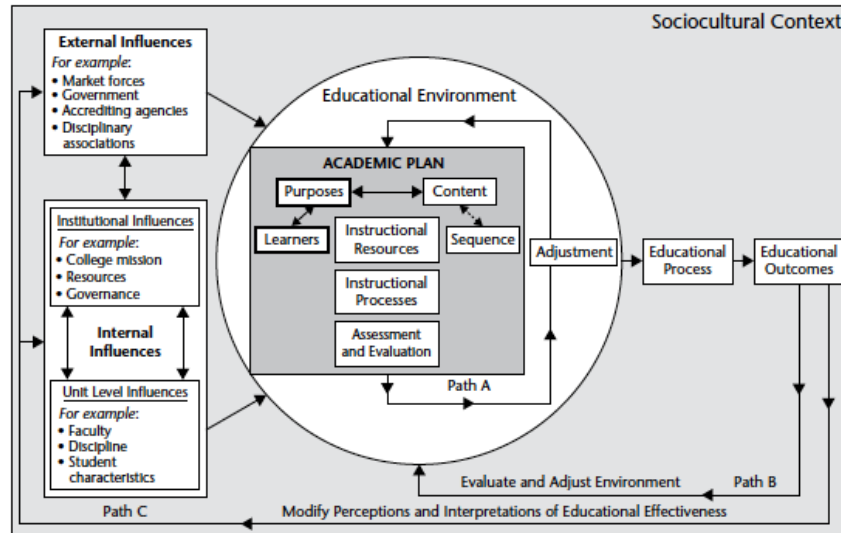 Sociocultural Context
External Influences
For example:
• Market forces
• Government
• Accrediting agencies
• Disciplinary
associations
Institutional Influences
For example:
• College mission
• Resources
• Governance
Internal
Influences
Unit Level Influences
For example:
• Faculty
• Discipline
• Student
characteristics
Educational Environment
ACADEMIC PLAN
Purposes
Content
Learners
Instructional
Resources
Sequence
Instructional
Processes
Assessment
and Evaluation
Adjustment
Path A
Educational
Process
Educational
Outcomes
Evaluate and Adjust Environment
Path B
Path C
Modify Perceptions and Interpretations of Educational Effectiveness